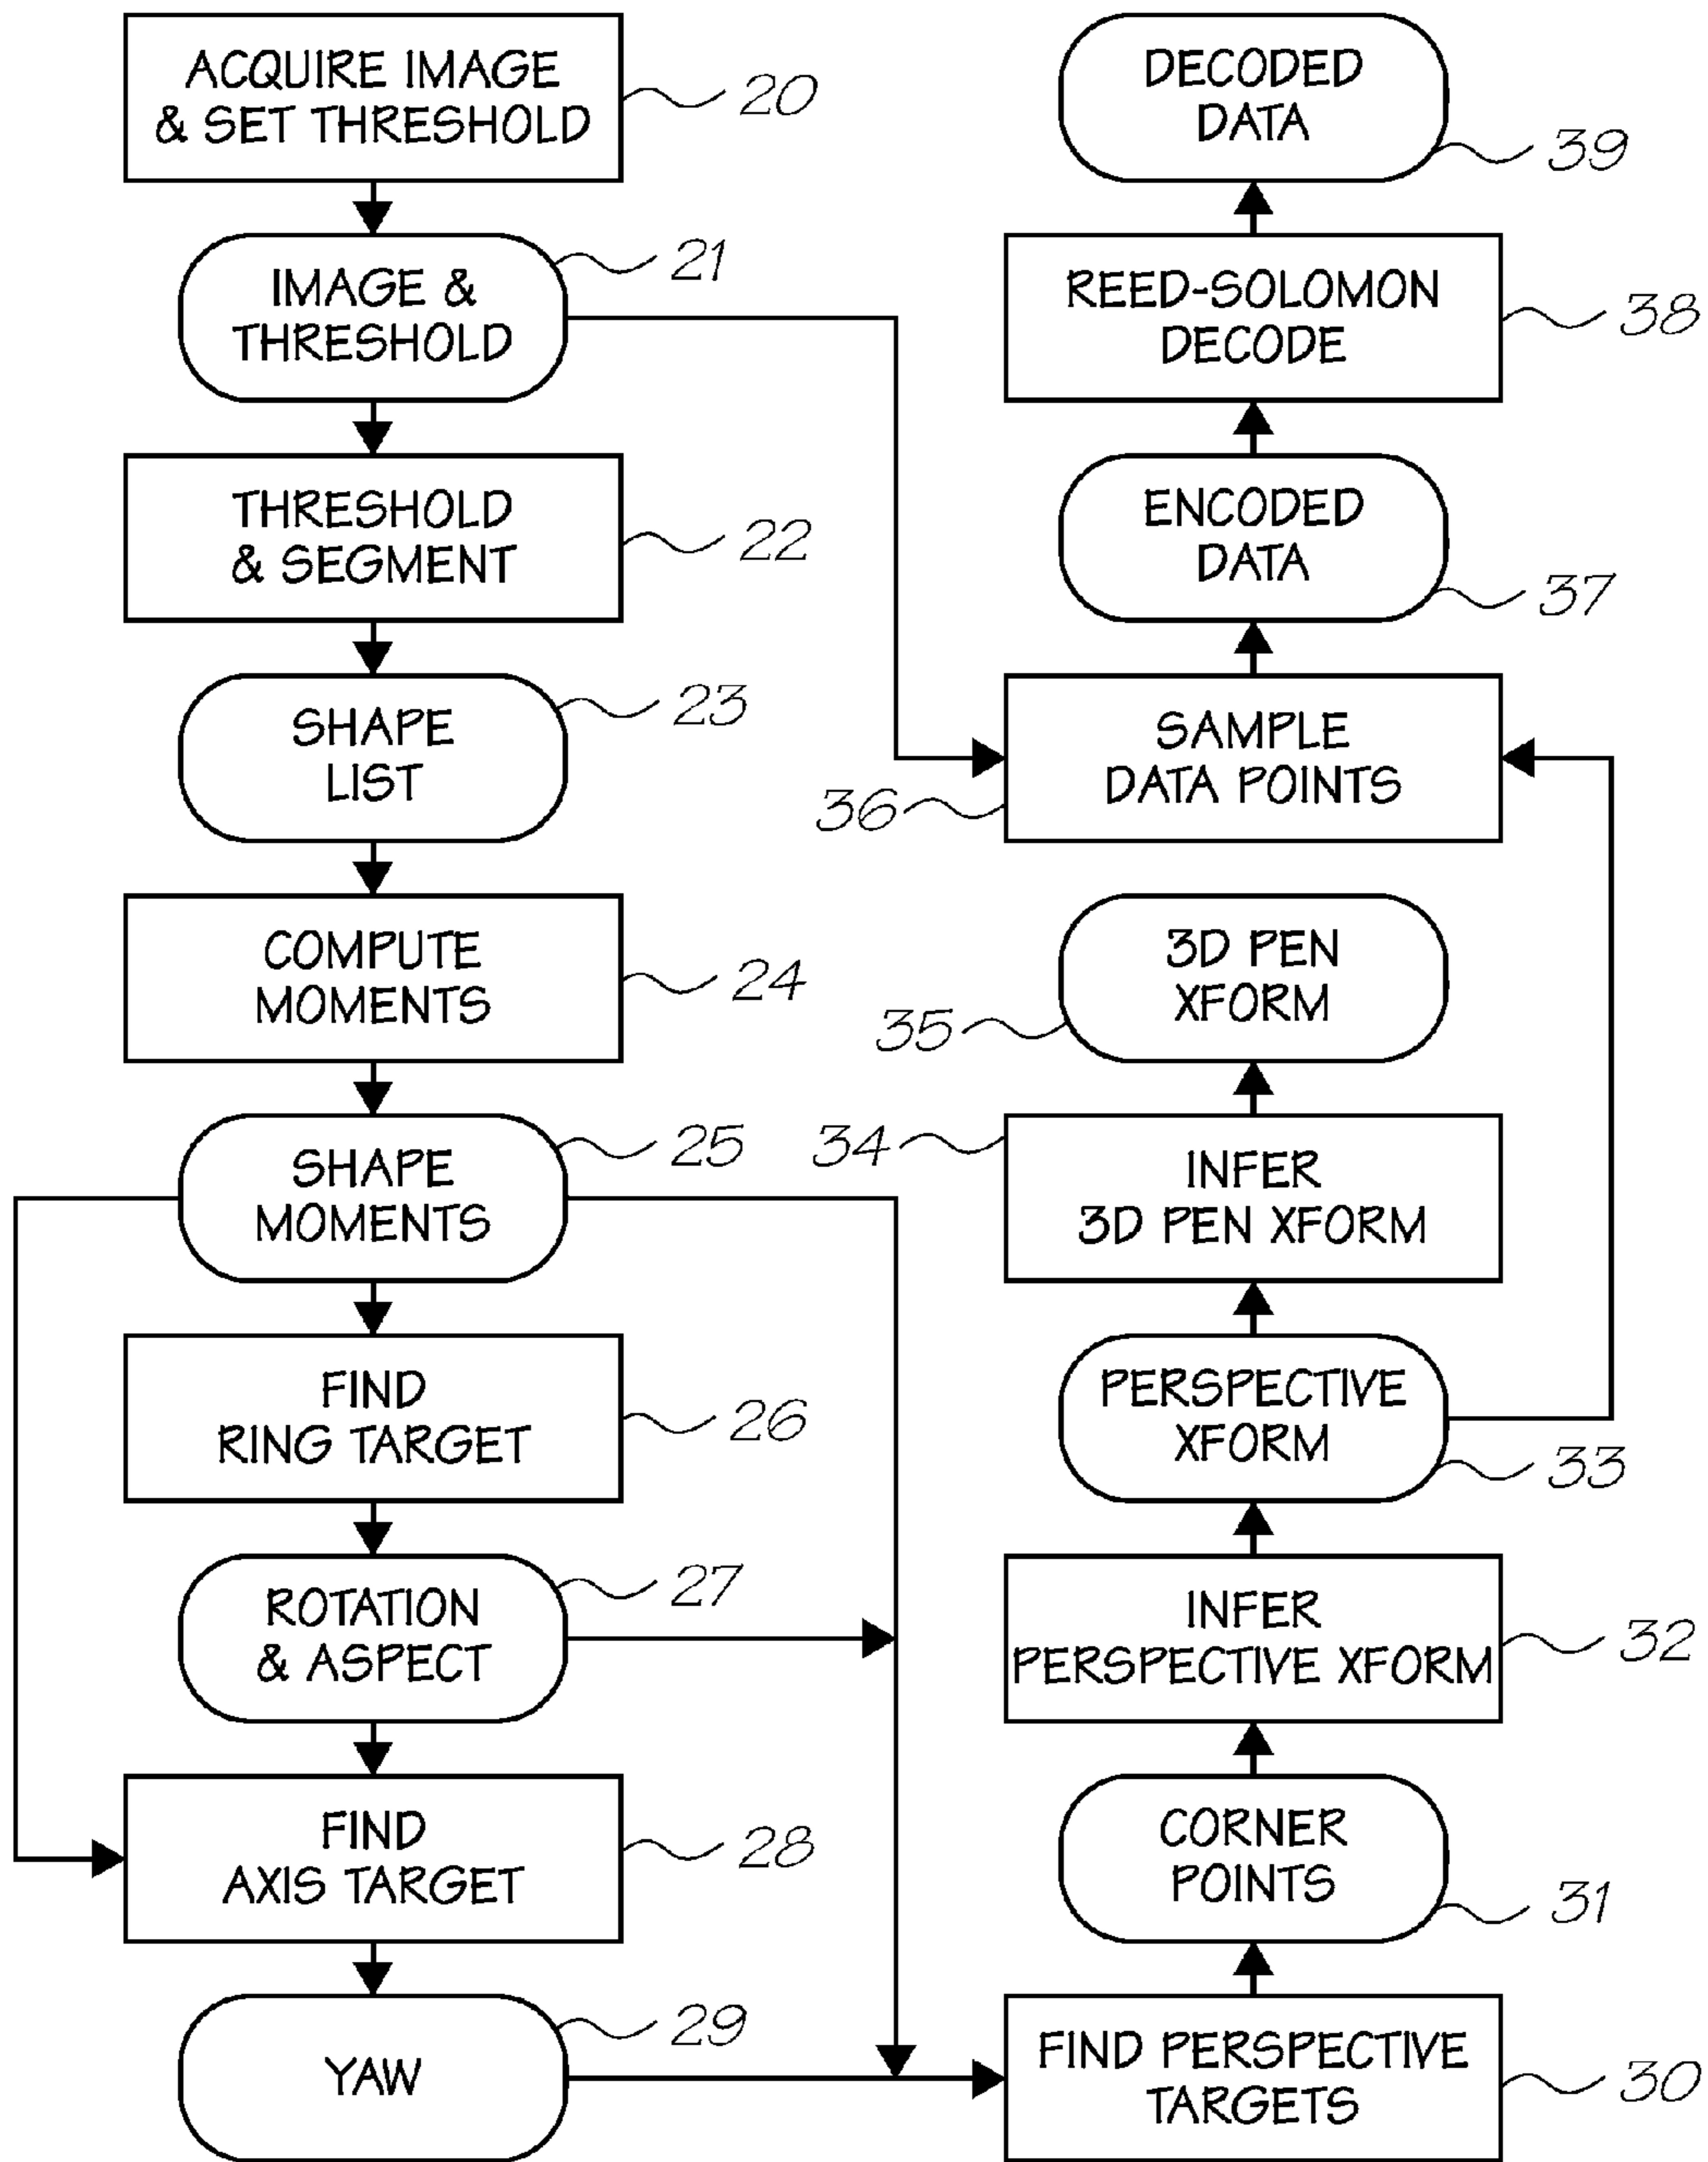 ACQUIRE IMAGE
& SET THRESHOLD
20
IMAGE &
THRESHOLD
21
THRESHOLD
& SEGMENT
22
SHAPE
LIST
23
COMPUTE
MOMENTS
24
SHAPE
MOMENTS
25
FIND
RING TARGET
26
ROTATION
& ASPECT
27
FIND
AXIS TARGET
28
YAW
29
DECODED
DATA
39
REED-SOLOMON
DECODE
38
ENCODED
DATA
37
SAMPLE
DATA POINTS
36
3D PEN
XFORM
35
INFER
3D PEN XFORM
34
PERSPECTIVE
XFORM
33
INFER
PERSPECTIVE XFORM
32
CORNER
POINTS
31
FIND PERSPECTIVE
TARGETS
30